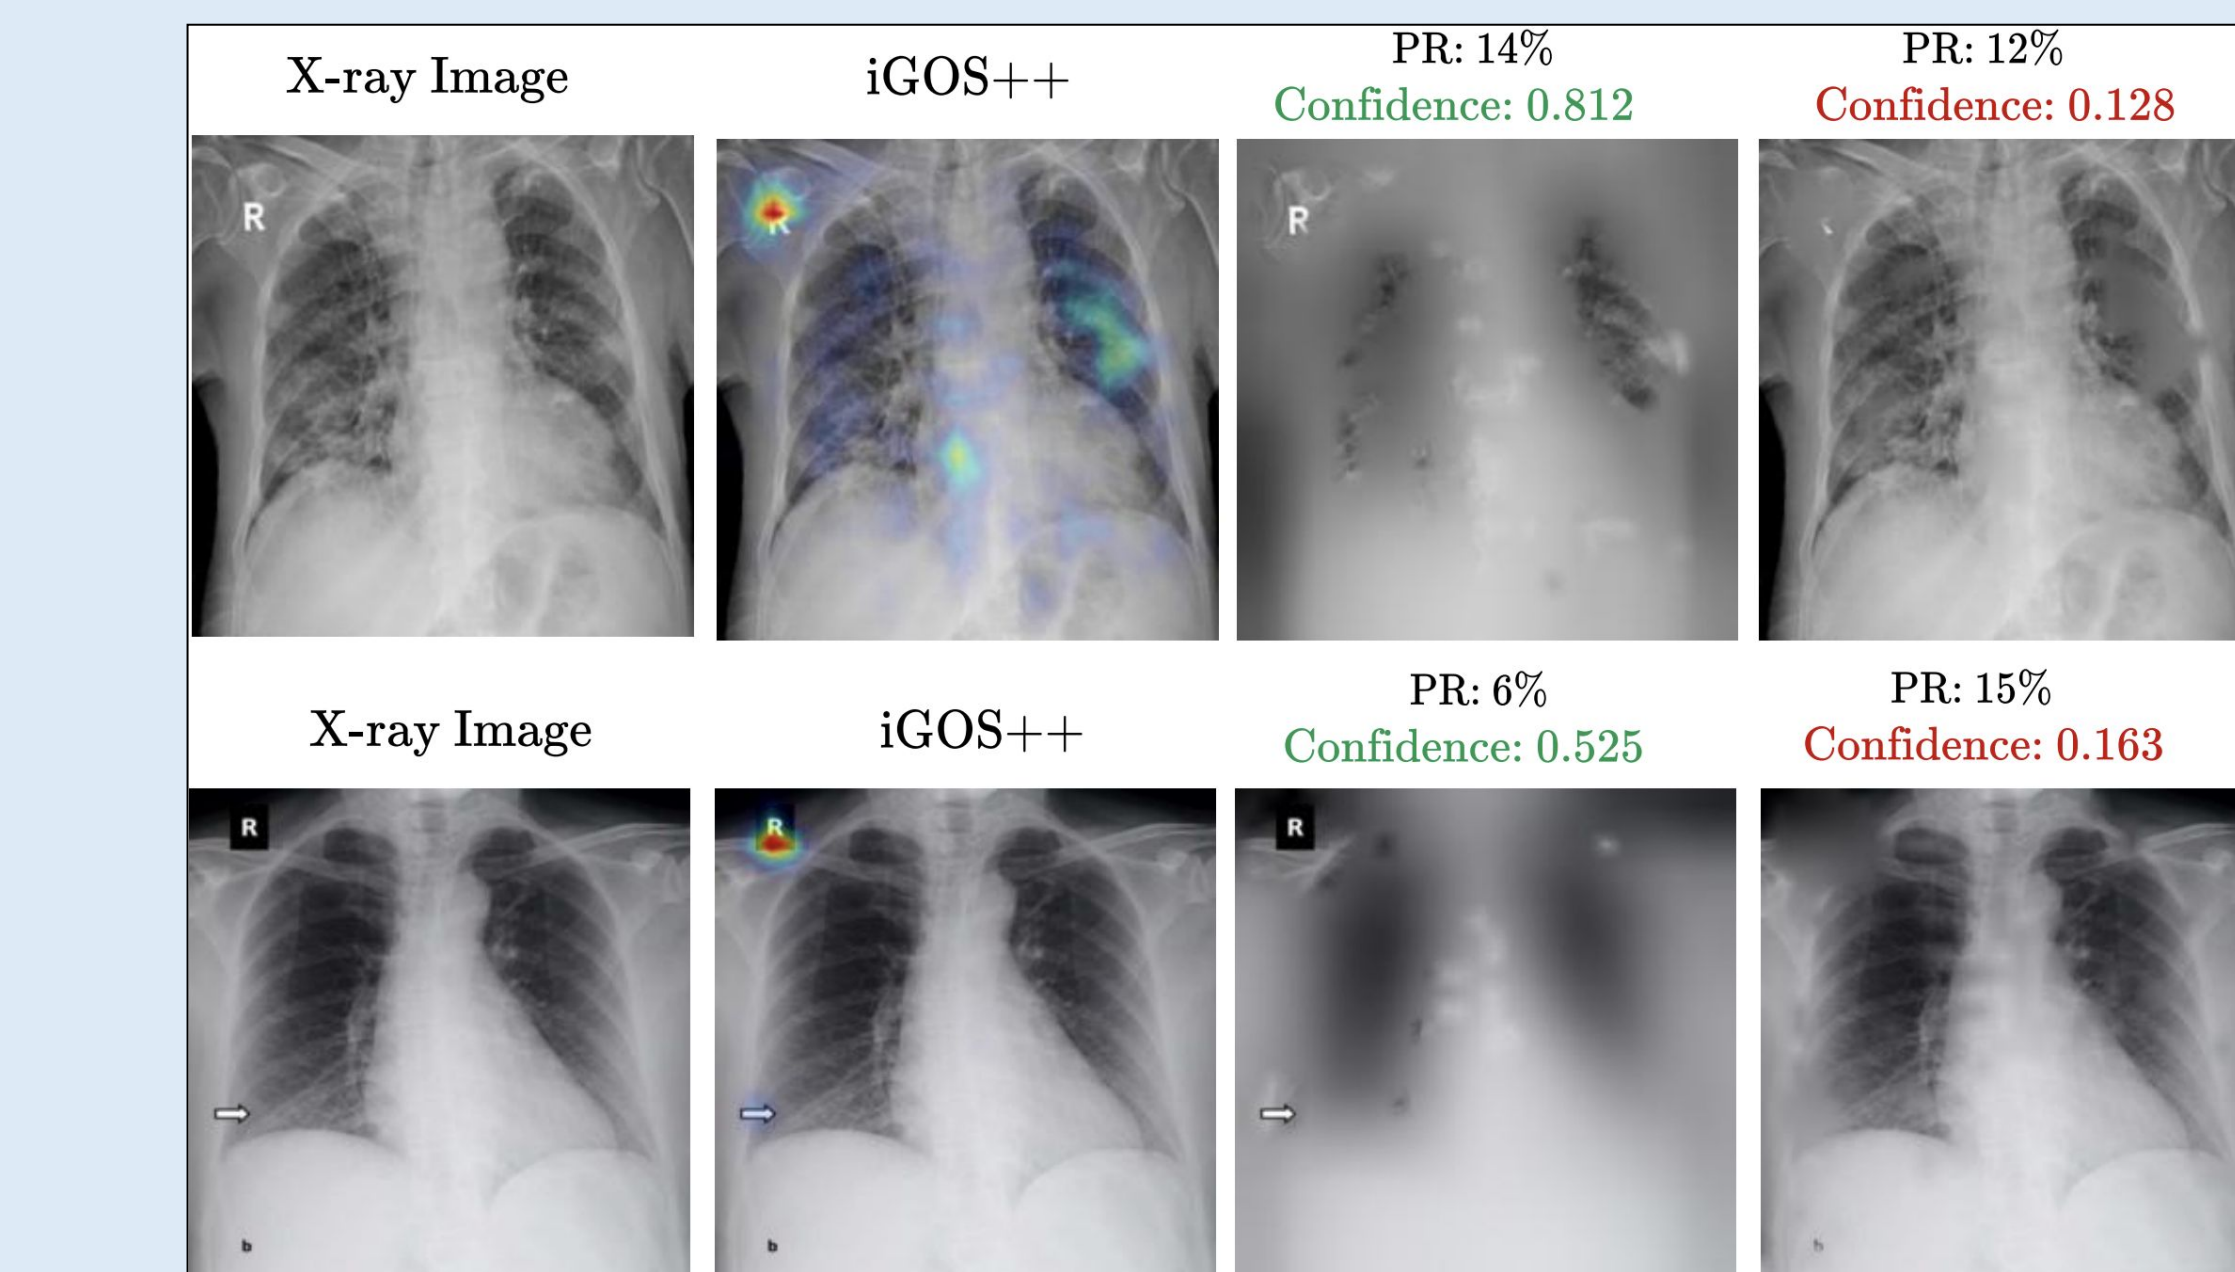 X-ray Image
iGOS++
PR: 14%
Confidence: 0.812
PR: 12%
Confidence: 0.128
R
R
R
X-ray Image
iGOS++
PR: 6%
Confidence: 0.525
PR: 15%
Confidence: 0.163
R
R
R
b
b
b